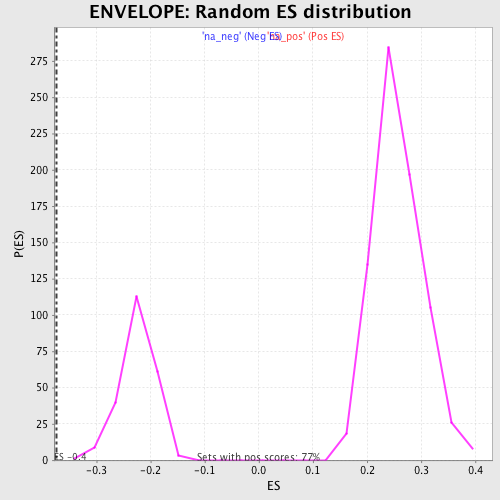 ENVELOPE: Random ES distribution
'na_neg' (Neg ES) 'na_pos' (Pos ES)
275
250
225
200
175
150
125
100
75
50
25
0
P(ES)
ES -0.4
Sets with pos scores: 77%
-0.3 -0.2 -0.1 0.0 0.1 0.2 0.3 0.4
ES